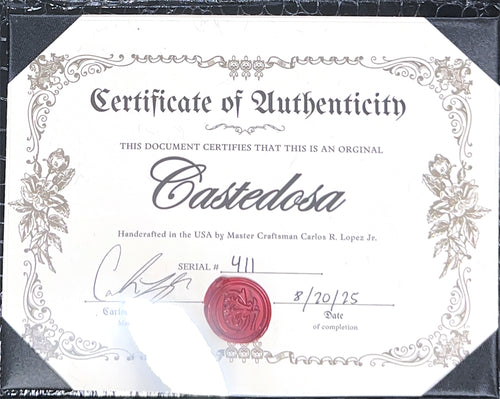 Certificate of Authenticity
THIS DOCUMENT CERTIFIES THAT THIS IS AN ORGINAL
Castedosa
Handcrafted in the USA by Master Craftsman Carlos R. Lopez Jr.
SERIAL # 411
8/20/25
Date
of completion